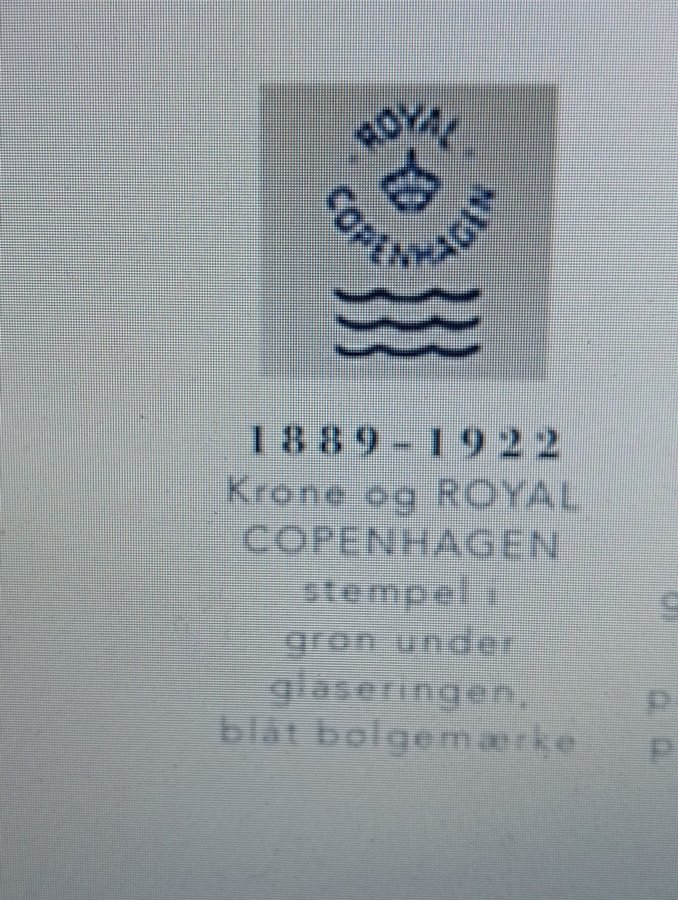 ROYAL
COPENHAGEN
1889-1922
Krone og ROYAL
COPENHAGEN
stempel i
grøn under
glaseringen,
blåt bølgemærke
g
p
p